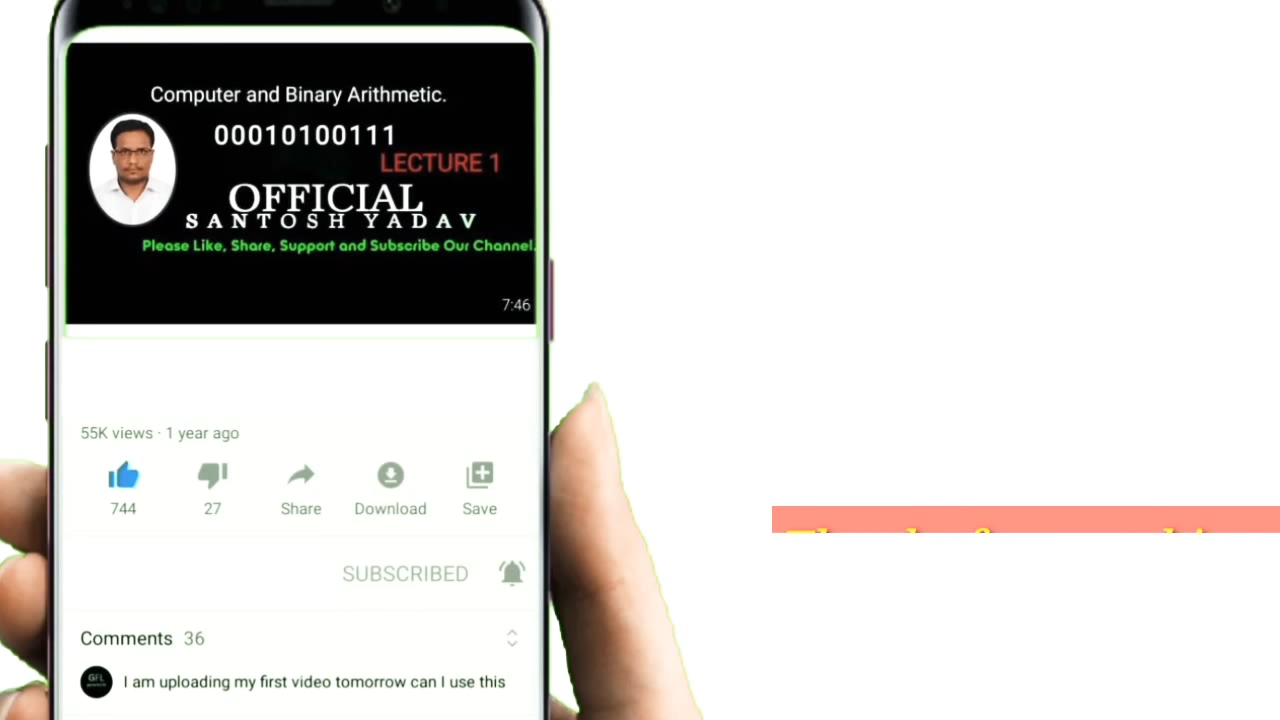 Computer and Binary Arithmetic.
00010100111
LECTURE 1
OFFICIAL
SANTOSH YADAV
Please Like, Share, Support and Subscribe Our Channel.
7:46
55K views · 1 year ago
744
27
Share
Download
Save
SUBSCRIBED
Comments 36
GFL
I am uploading my first video tomorrow can I use this